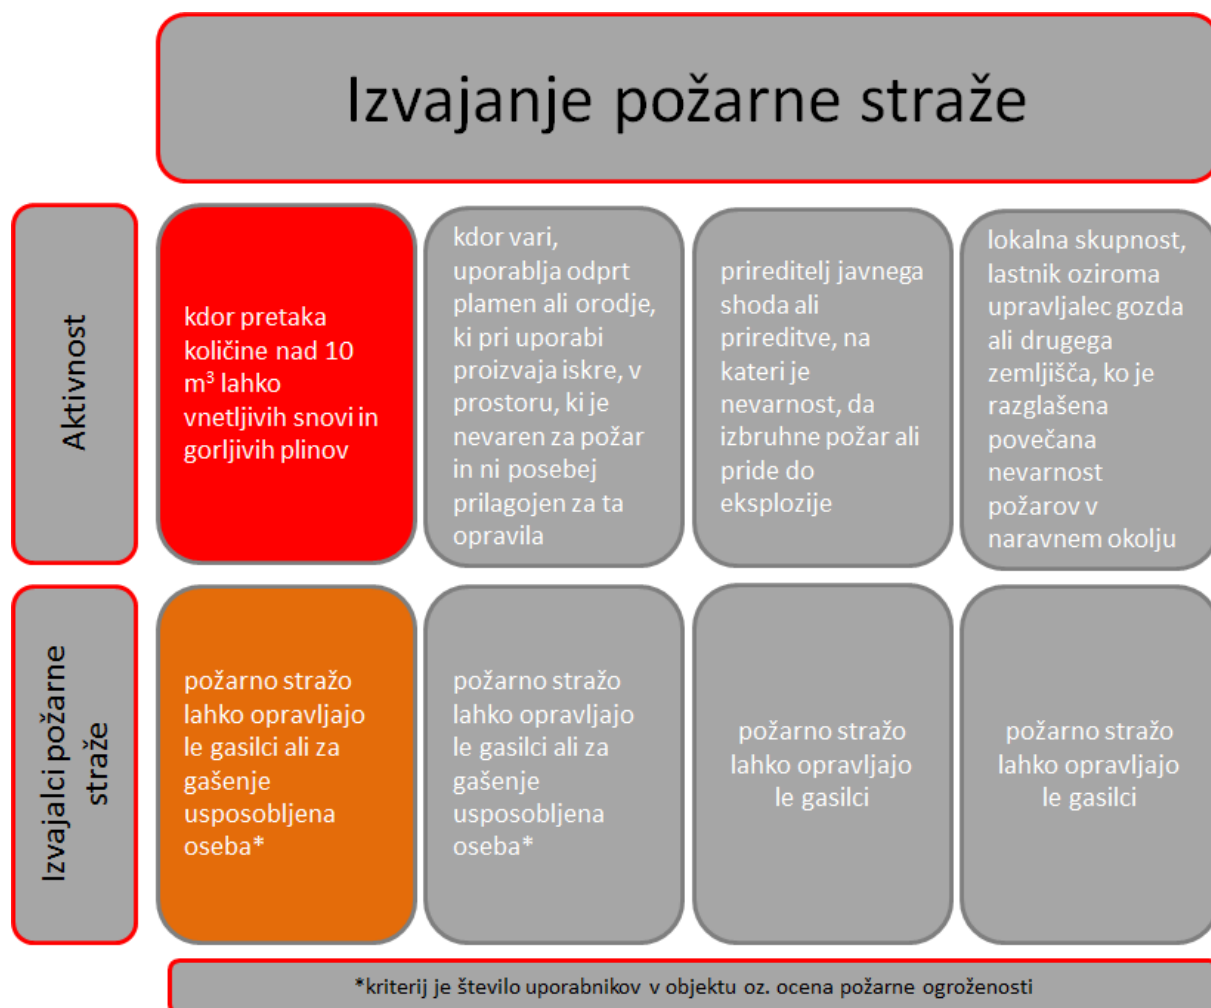 Izvajanje požarne straže
Aktivnost
kdor pretaka
količine nad 10
m³ lahko
vnetljivih snovi in
gorljivih plinov
kdor vari,
uporablja odprt
plamen ali orodje,
ki pri uporabi
proizvaja iskre, v
prostoru, ki je
nevaren za požar
in ni posebej
prilagojen za ta
opravila
prireditelj javnega
shoda ali
prireditve, na
kateri je
nevarnost, da
izbruhne požar ali
pride do
eksplozije
lokalna skupnost,
lastnik oziroma
upravljalec gozda
ali drugega
zemljišča, ko je
razglašena
povečana
nevarnost
požarov v
naravnem okolju
Izvajalci požarne
straže
požarno stražo
lahko opravljajo
le gasilci ali za
gašenje
usposobljena
oseba*
požarno stražo
lahko opravljajo
le gasilci ali za
gašenje
usposobljena
oseba*
požarno stražo
lahko opravljajo
le gasilci
požarno stražo
lahko opravljajo
le gasilci
*kriterij je število uporabnikov v objektu oz. ocena požarne ogroženosti